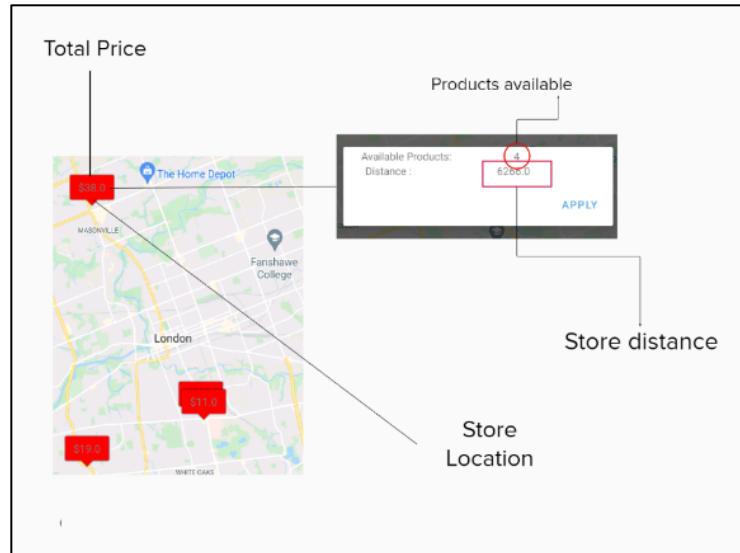 Total Price
Products available
Available Products: 4
Distance : 6266.0
APPLY
The Home Depot
$38.0
MASONVILLE
Fanshawe
College
London
Store distance
$11.0
Store
Location
$19.0
WHITE OAKS